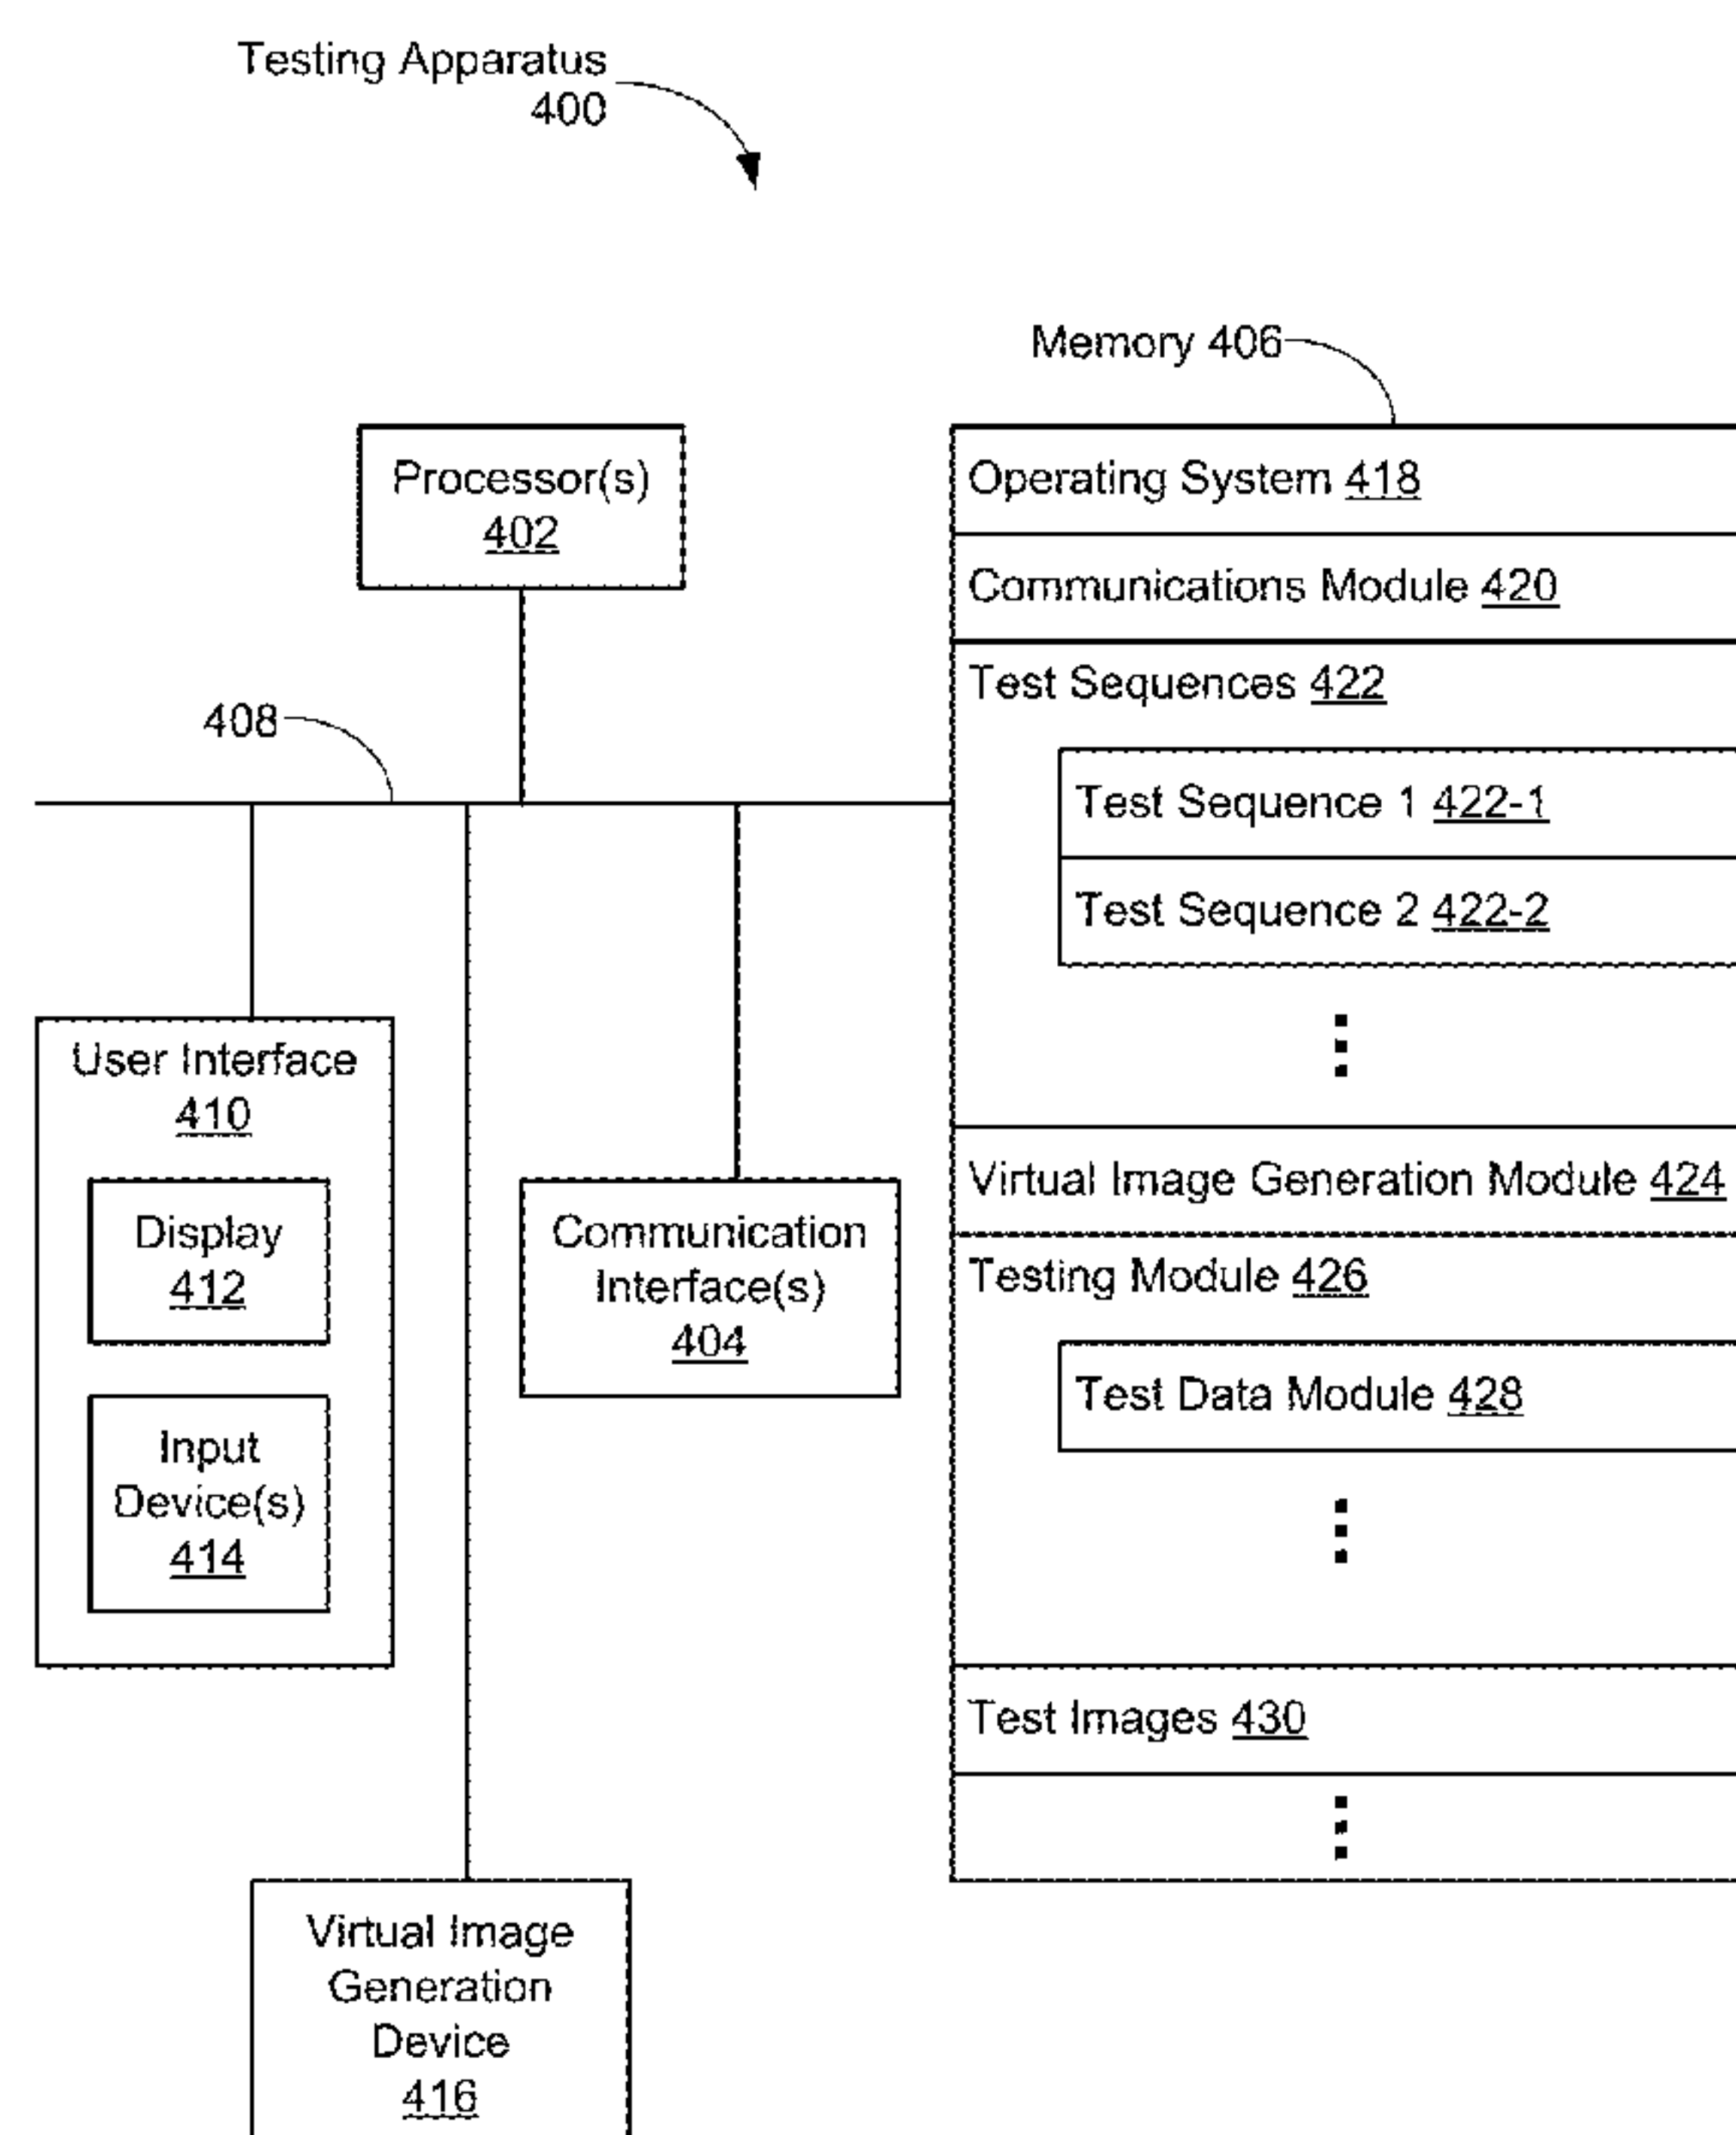 Testing Apparatus
400
Memory 406
Processor(s)
402
408
User Interface
410
Display
412
Input
Device(s)
414
Communication
Interface(s)
404
Virtual Image
Generation
Device
416
Operating System 418
Communications Module 420
Test Sequences 422
Test Sequence 1 422-1
Test Sequence 2 422-2
Virtual Image Generation Module 424
Testing Module 426
Test Data Module 428
Test Images 430